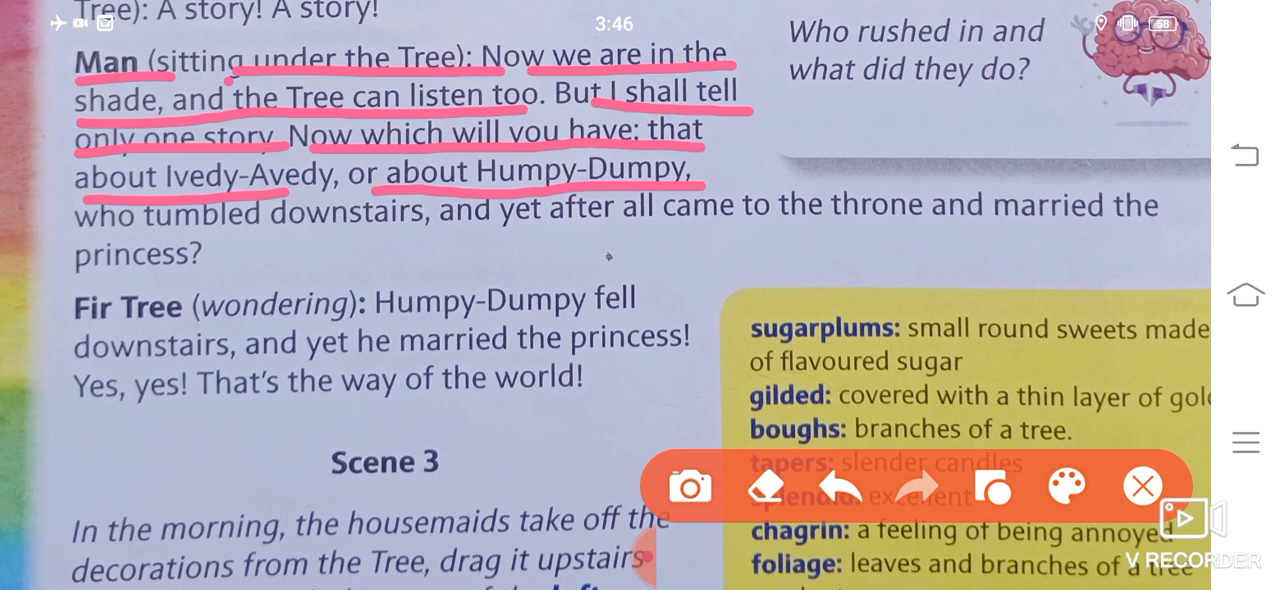 Tree): A story! A story!
3:46
58
Man (sitting under the Tree): Now we are in the
shade, and the Tree can listen too. But I shall tell
only one story. Now which will you have: that
about Ivedy-Avedy, or about Humpy-Dumpy,
who tumbled downstairs, and yet after all came to the throne and married the
princess?
Fir Tree (wondering): Humpy-Dumpy fell
downstairs, and yet he married the princess!
Yes, yes! That's the way of the world!
Scene 3
In the morning, the housemaids take off the
decorations from the Tree, drag it upstairs
Who rushed in and
what did they do?
sugarplums: small round sweets made
of flavoured sugar
gilded: covered with a thin layer of
boughs: branches of a tree.
tapers: slender candles
excellent
chagrin: a feeling of being annoyed
foliage: leaves and branches of a tree
V RECORDER